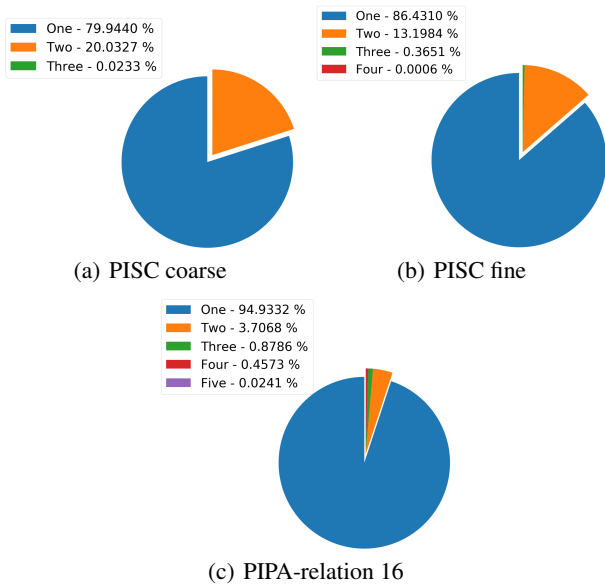 One - 79.9440 %
Two - 20.0327 %
Three - 0.0233 %
(a) PISC coarse
One - 86.4310 %
Two - 13.1984 %
Three - 0.3651 %
Four - 0.0006 %
(b) PISC fine
One - 94.9332 %
Two - 3.7068 %
Three - 0.8786 %
Four - 0.4573 %
Five - 0.0241 %
(c) PIPA-relation 16